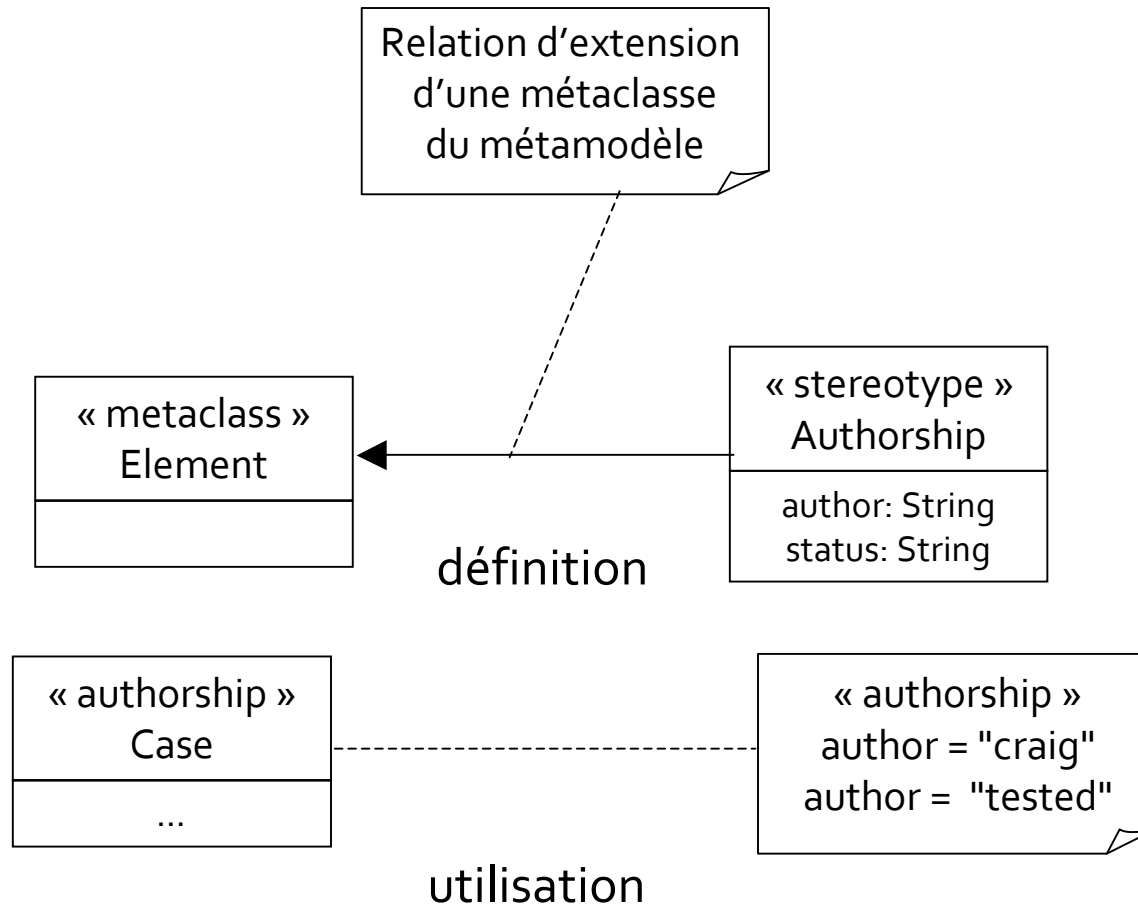 Relation d’extension
d’une métaclasse
du métamodèle
« metaclass »
Element
« stereotype »
Authorship
author: String
status: String
définition
« authorship »
Case
...
« authorship »
author = "craig"
author = "tested"
utilisation